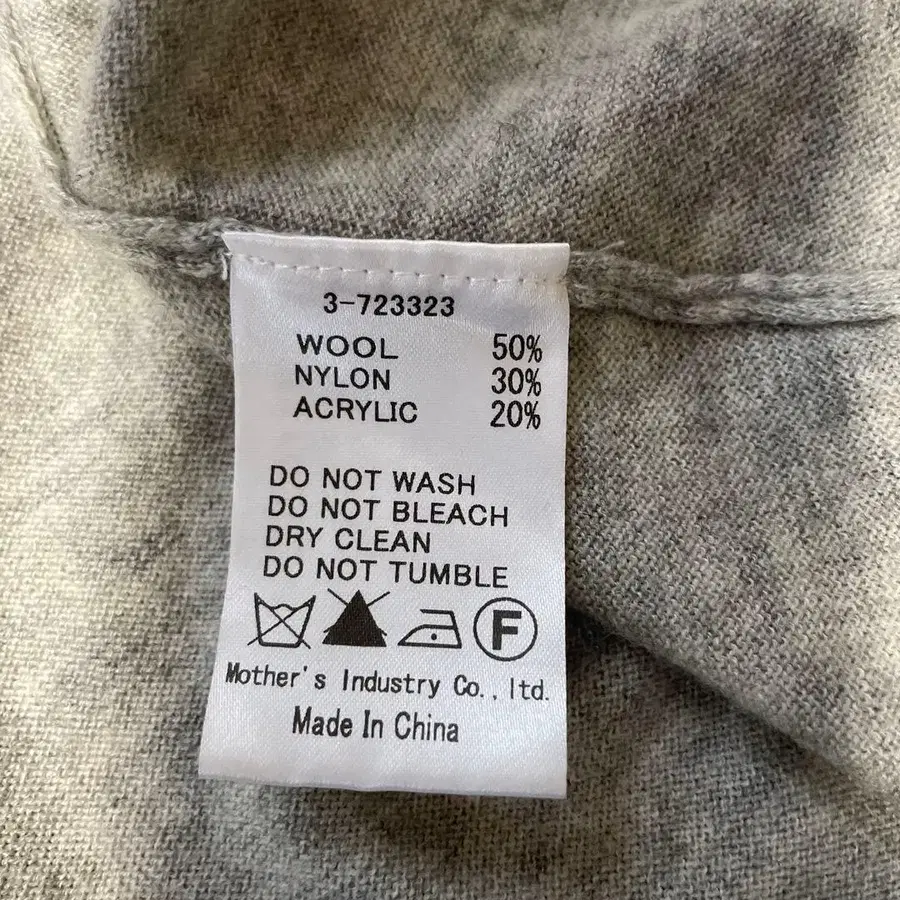 3-723323
WOOL 50%
NYLON 30%
ACRYLIC 20%
DO NOT WASH
DO NOT BLEACH
DRY CLEAN
DO NOT TUMBLE
F
Mother's Industry Co., ltd.
Made In China